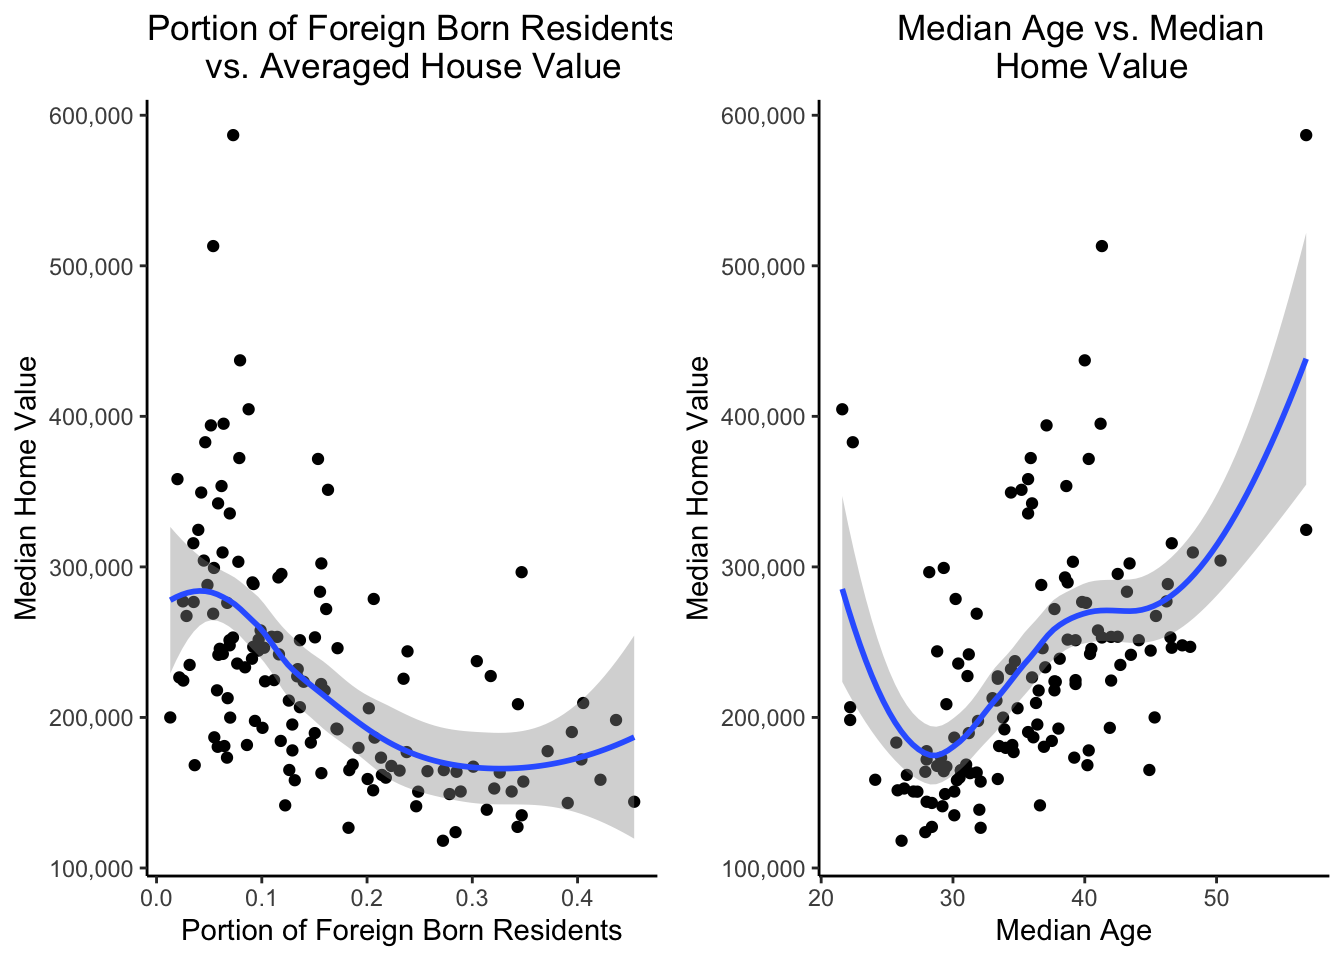 Portion of Foreign Born Residents
vs. Averaged House Value
Median Home Value
600,000
500,000
400,000
300,000
200,000
100,000
0.0
0.1
0.2
0.3
0.4
Portion of Foreign Born Residents
Median Age vs. Median
Home Value
Median Home Value
600,000
500,000
400,000
300,000
200,000
100,000
20
30
40
50
Median Age